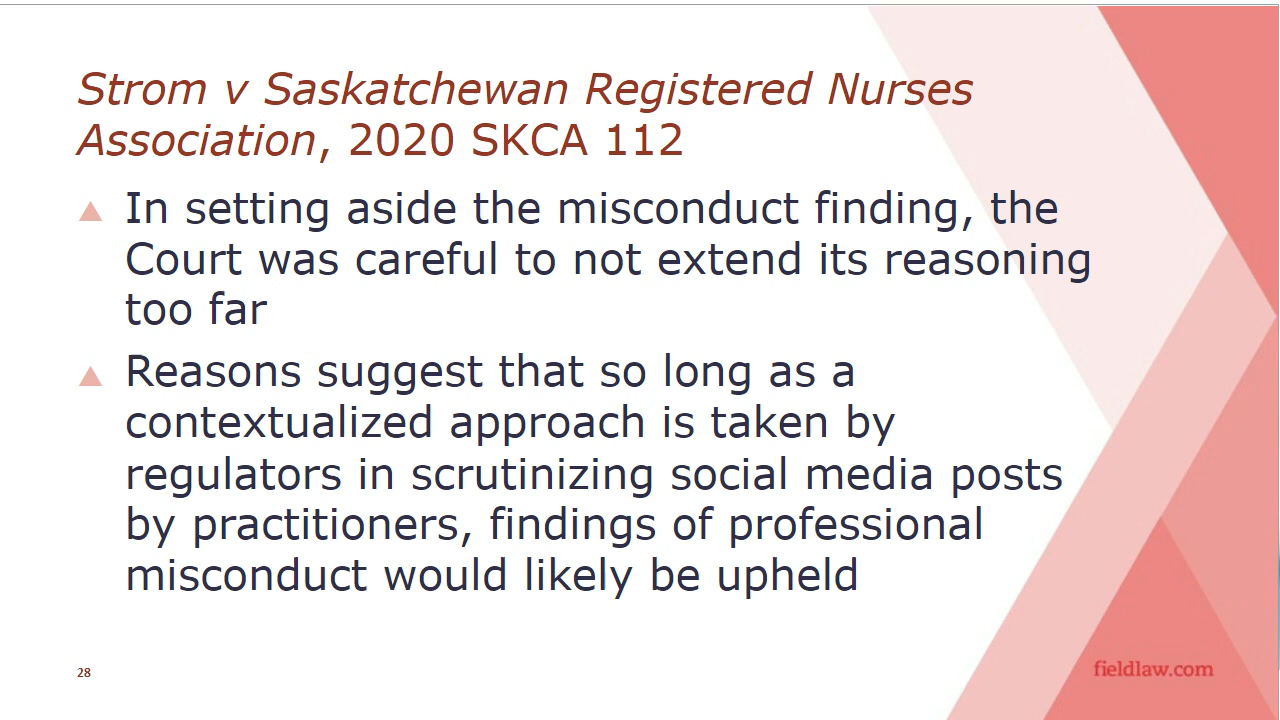 Strom v Saskatchewan Registered Nurses
Association, 2020 SKCA 112
In setting aside the misconduct finding, the
Court was careful to not extend its reasoning
too far
Reasons suggest that so long as a
contextualized approach is taken by
regulators in scrutinizing social media posts
by practitioners, findings of professional
misconduct would likely be upheld
28
fieldlaw.com